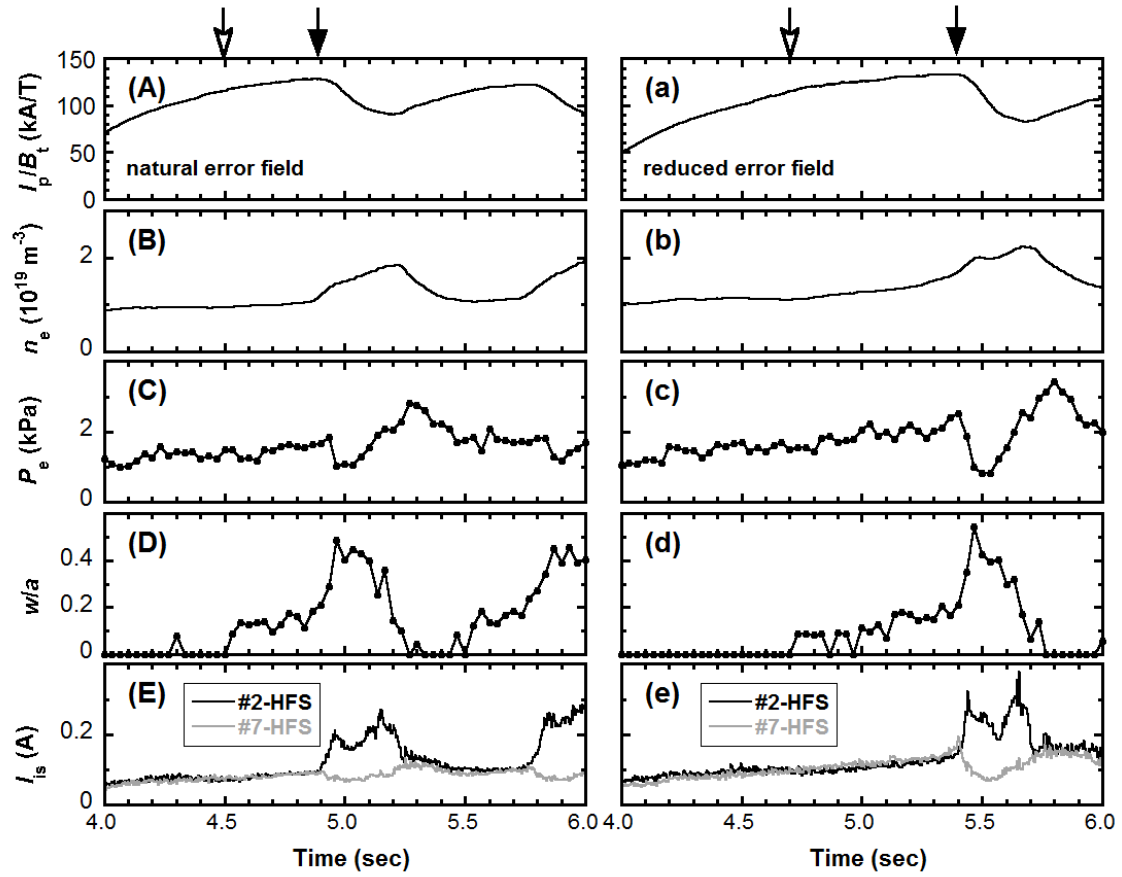 150
100
50
0
I_p/B_t (kA/T)
(A)
natural error field
(a)
reduced error field
2
0
n_e (10^19 m^-3)
(B)
(b)
2
0
P_e (kPa)
(C)
(c)
0.4
0.2
0
w/a
(D)
(d)
0.2
0
I_is (A)
(E)
#2-HFS
#7-HFS
(e)
#2-HFS
#7-HFS
4.0 4.5 5.0 5.5 6.0 4.0 4.5 5.0 5.5 6.0
Time (sec) Time (sec)